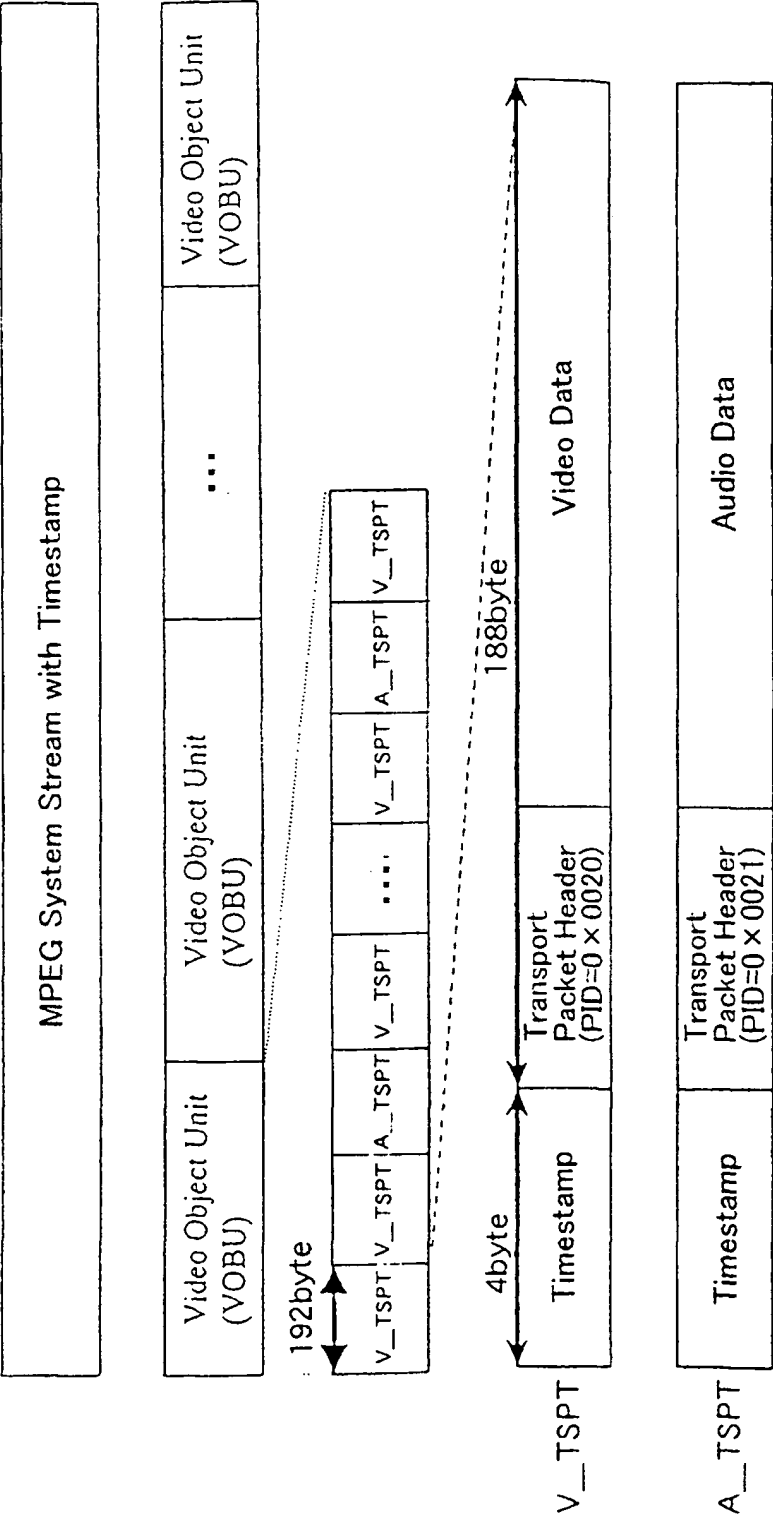 MPEG System Stream with Timestamp
Video Object Unit
(VOBU)
Video Object Unit
(VOBU)
...
Video Object Unit
(VOBU)
192byte
V_TSPT
V_TSPT
A_TSPT
V_TSPT
....
V_TSPT
A_TSPT
V_TSPT
4byte
188byte
V_TSPT
Timestamp
Transport
Packet Header
(PID=0×0020)
Video Data
A_TSPT
Timestamp
Transport
Packet Header
(PID=0×0021)
Audio Data